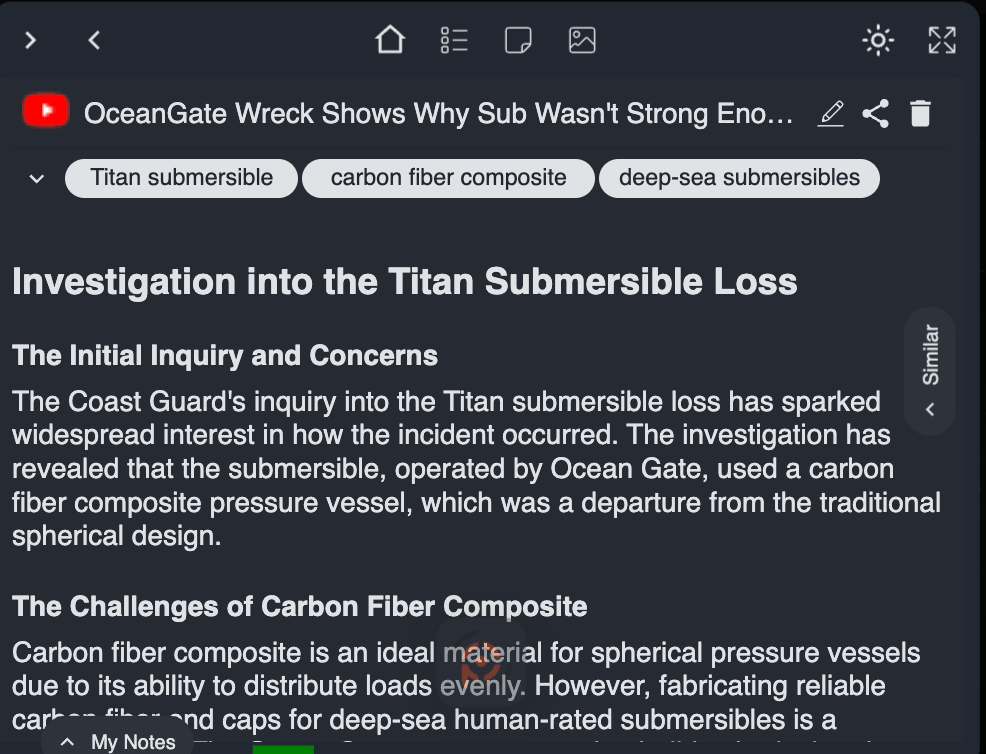 OceanGate Wreck Shows Why Sub Wasn't Strong Eno...
Titan submersible
carbon fiber composite
deep-sea submersibles
Investigation into the Titan Submersible Loss
Similar
The Initial Inquiry and Concerns
The Coast Guard's inquiry into the Titan submersible loss has sparked
widespread interest in how the incident occurred. The investigation has
revealed that the submersible, operated by Ocean Gate, used a carbon
fiber composite pressure vessel, which was a departure from the traditional
spherical design.
The Challenges of Carbon Fiber Composite
Carbon fiber composite is an ideal material for spherical pressure vessels
due to its ability to distribute loads evenly. However, fabricating reliable
carbon fiber end caps for deep-sea human-rated submersibles is a
My Notes